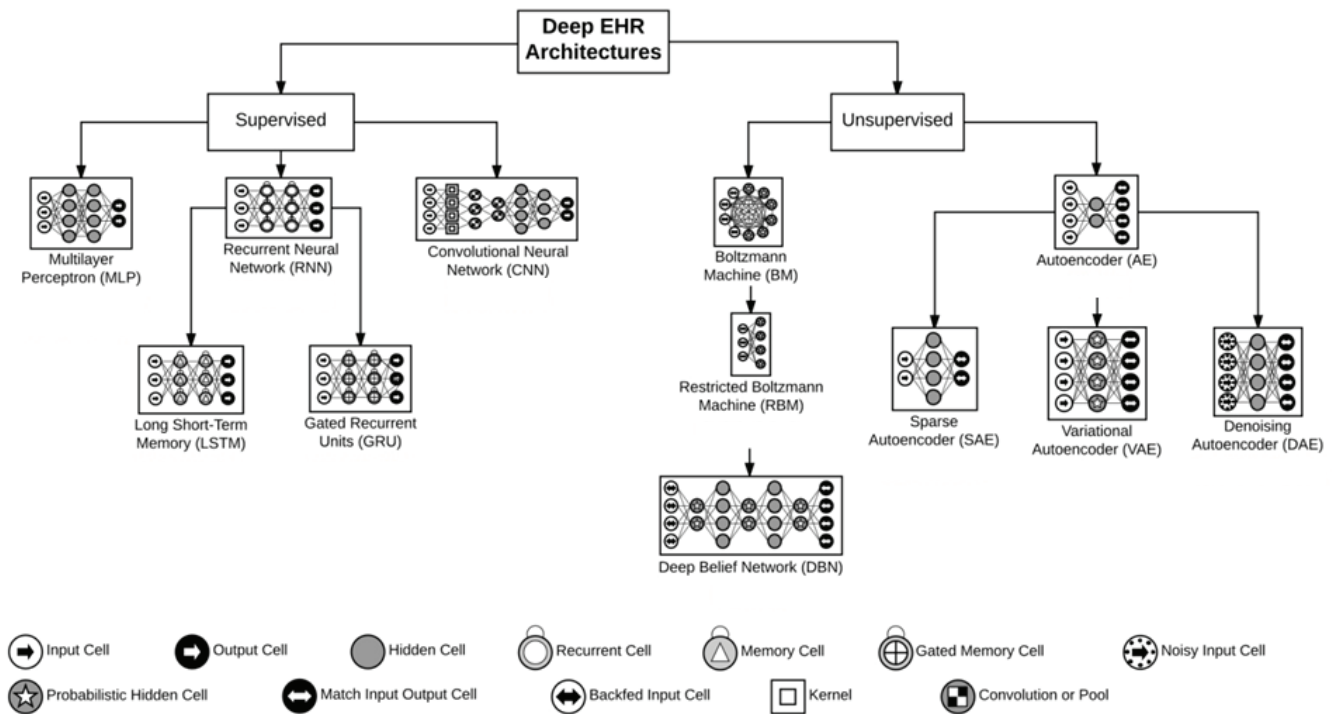 Deep EHR
Architectures
Supervised
Unsupervised
Multilayer
Perceptron (MLP)
Recurrent Neural
Network (RNN)
Convolutional Neural
Network (CNN)
Boltzmann
Machine (BM)
Autoencoder (AE)
Long Short-Term
Memory (LSTM)
Gated Recurrent
Units (GRU)
Restricted Boltzmann
Machine (RBM)
Sparse
Autoencoder (SAE)
Variational
Autoencoder (VAE)
Denoising
Autoencoder (DAE)
Deep Belief Network (DBN)
Input Cell
Output Cell
Hidden Cell
Recurrent Cell
Memory Cell
Gated Memory Cell
Noisy Input Cell
Probabilistic Hidden Cell
Match Input Output Cell
Backfed Input Cell
Kernel
Convolution or Pool